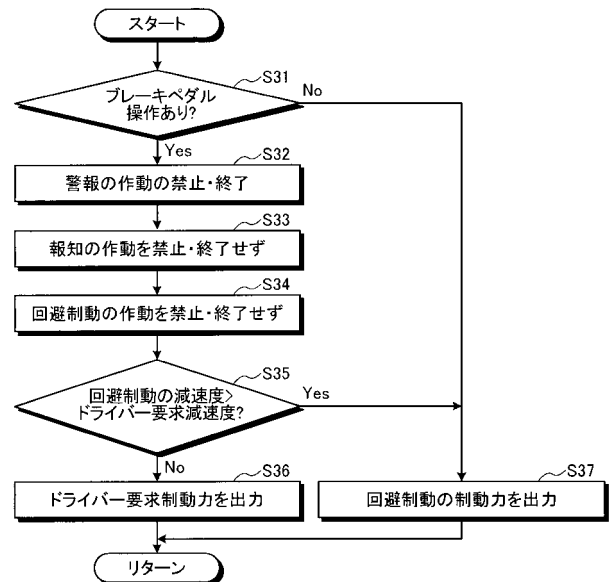 スタート
S31
ブレーキペダル
操作あり?
No
Yes
S32
警報の作動の禁止・終了
S33
報知の作動を禁止・終了せず
S34
回避制動の作動を禁止・終了せず
S35
回避制動の減速度>
ドライバー要求減速度?
Yes
No
S36
ドライバー要求制動力を出力
S37
回避制動の制動力を出力
リターン